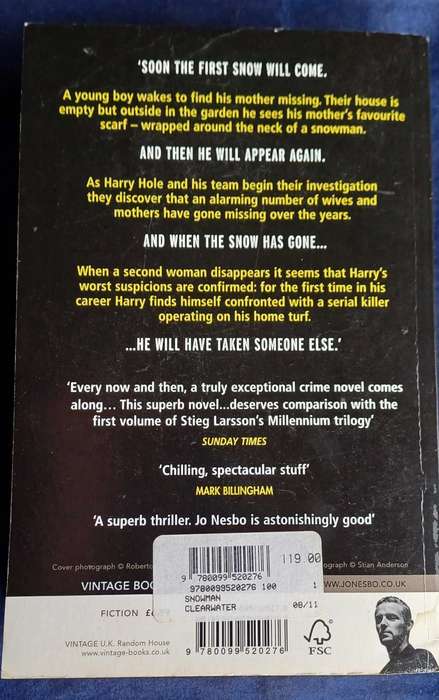 'SOON THE FIRST SNOW WILL COME.
A young boy wakes to find his mother missing. Their house is
empty but outside in the garden he sees his mother's favourite
scarf – wrapped around the neck of a snowman.
AND THEN HE WILL APPEAR AGAIN.
As Harry Hole and his team begin their investigation
they discover that an alarming number of wives and
mothers have gone missing over the years.
AND WHEN THE SNOW HAS GONE...
When a second woman disappears it seems that Harry's
worst suspicions are confirmed: for the first time in his
career Harry finds himself confronted with a serial killer
operating on his home turf.
...HE WILL HAVE TAKEN SOMEONE ELSE.'
'Every now and then, a truly exceptional crime novel comes
along... This superb novel...deserves comparison with the
first volume of Stieg Larsson's Millennium trilogy'
SUNDAY TIMES
'Chilling, spectacular stuff'
MARK BILLINGHAM
'A superb thriller. Jo Nesbo is astonishingly good'
Cover photograph © Roberto
© Stian Anderson
119.00
9 780099 520276
VINTAGE
WWW.JONESBO.CO.UK
9780099520276 100 1
SNOWMAN
CLEARWATER 08/11
FICTION
VINTAGE U.K. Random House
www.vintage-books.co.uk
9 780099 520276
FSC